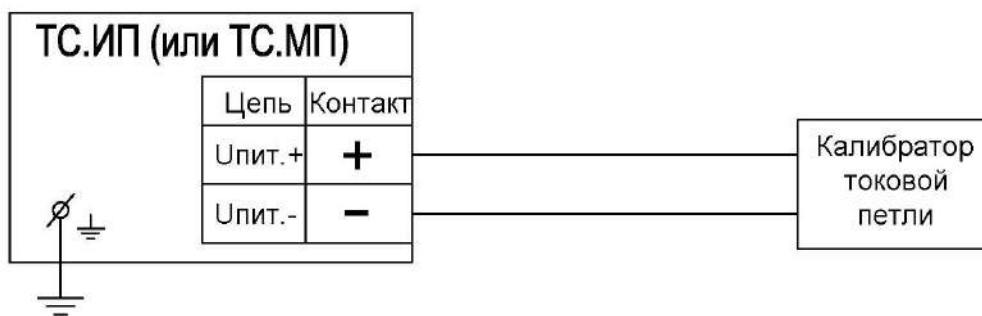 ТС.ИП (или ТС.МП)
Цепь Контакт
Uпит.+ +
Uпит.- −
Калибратор
токовой
петли